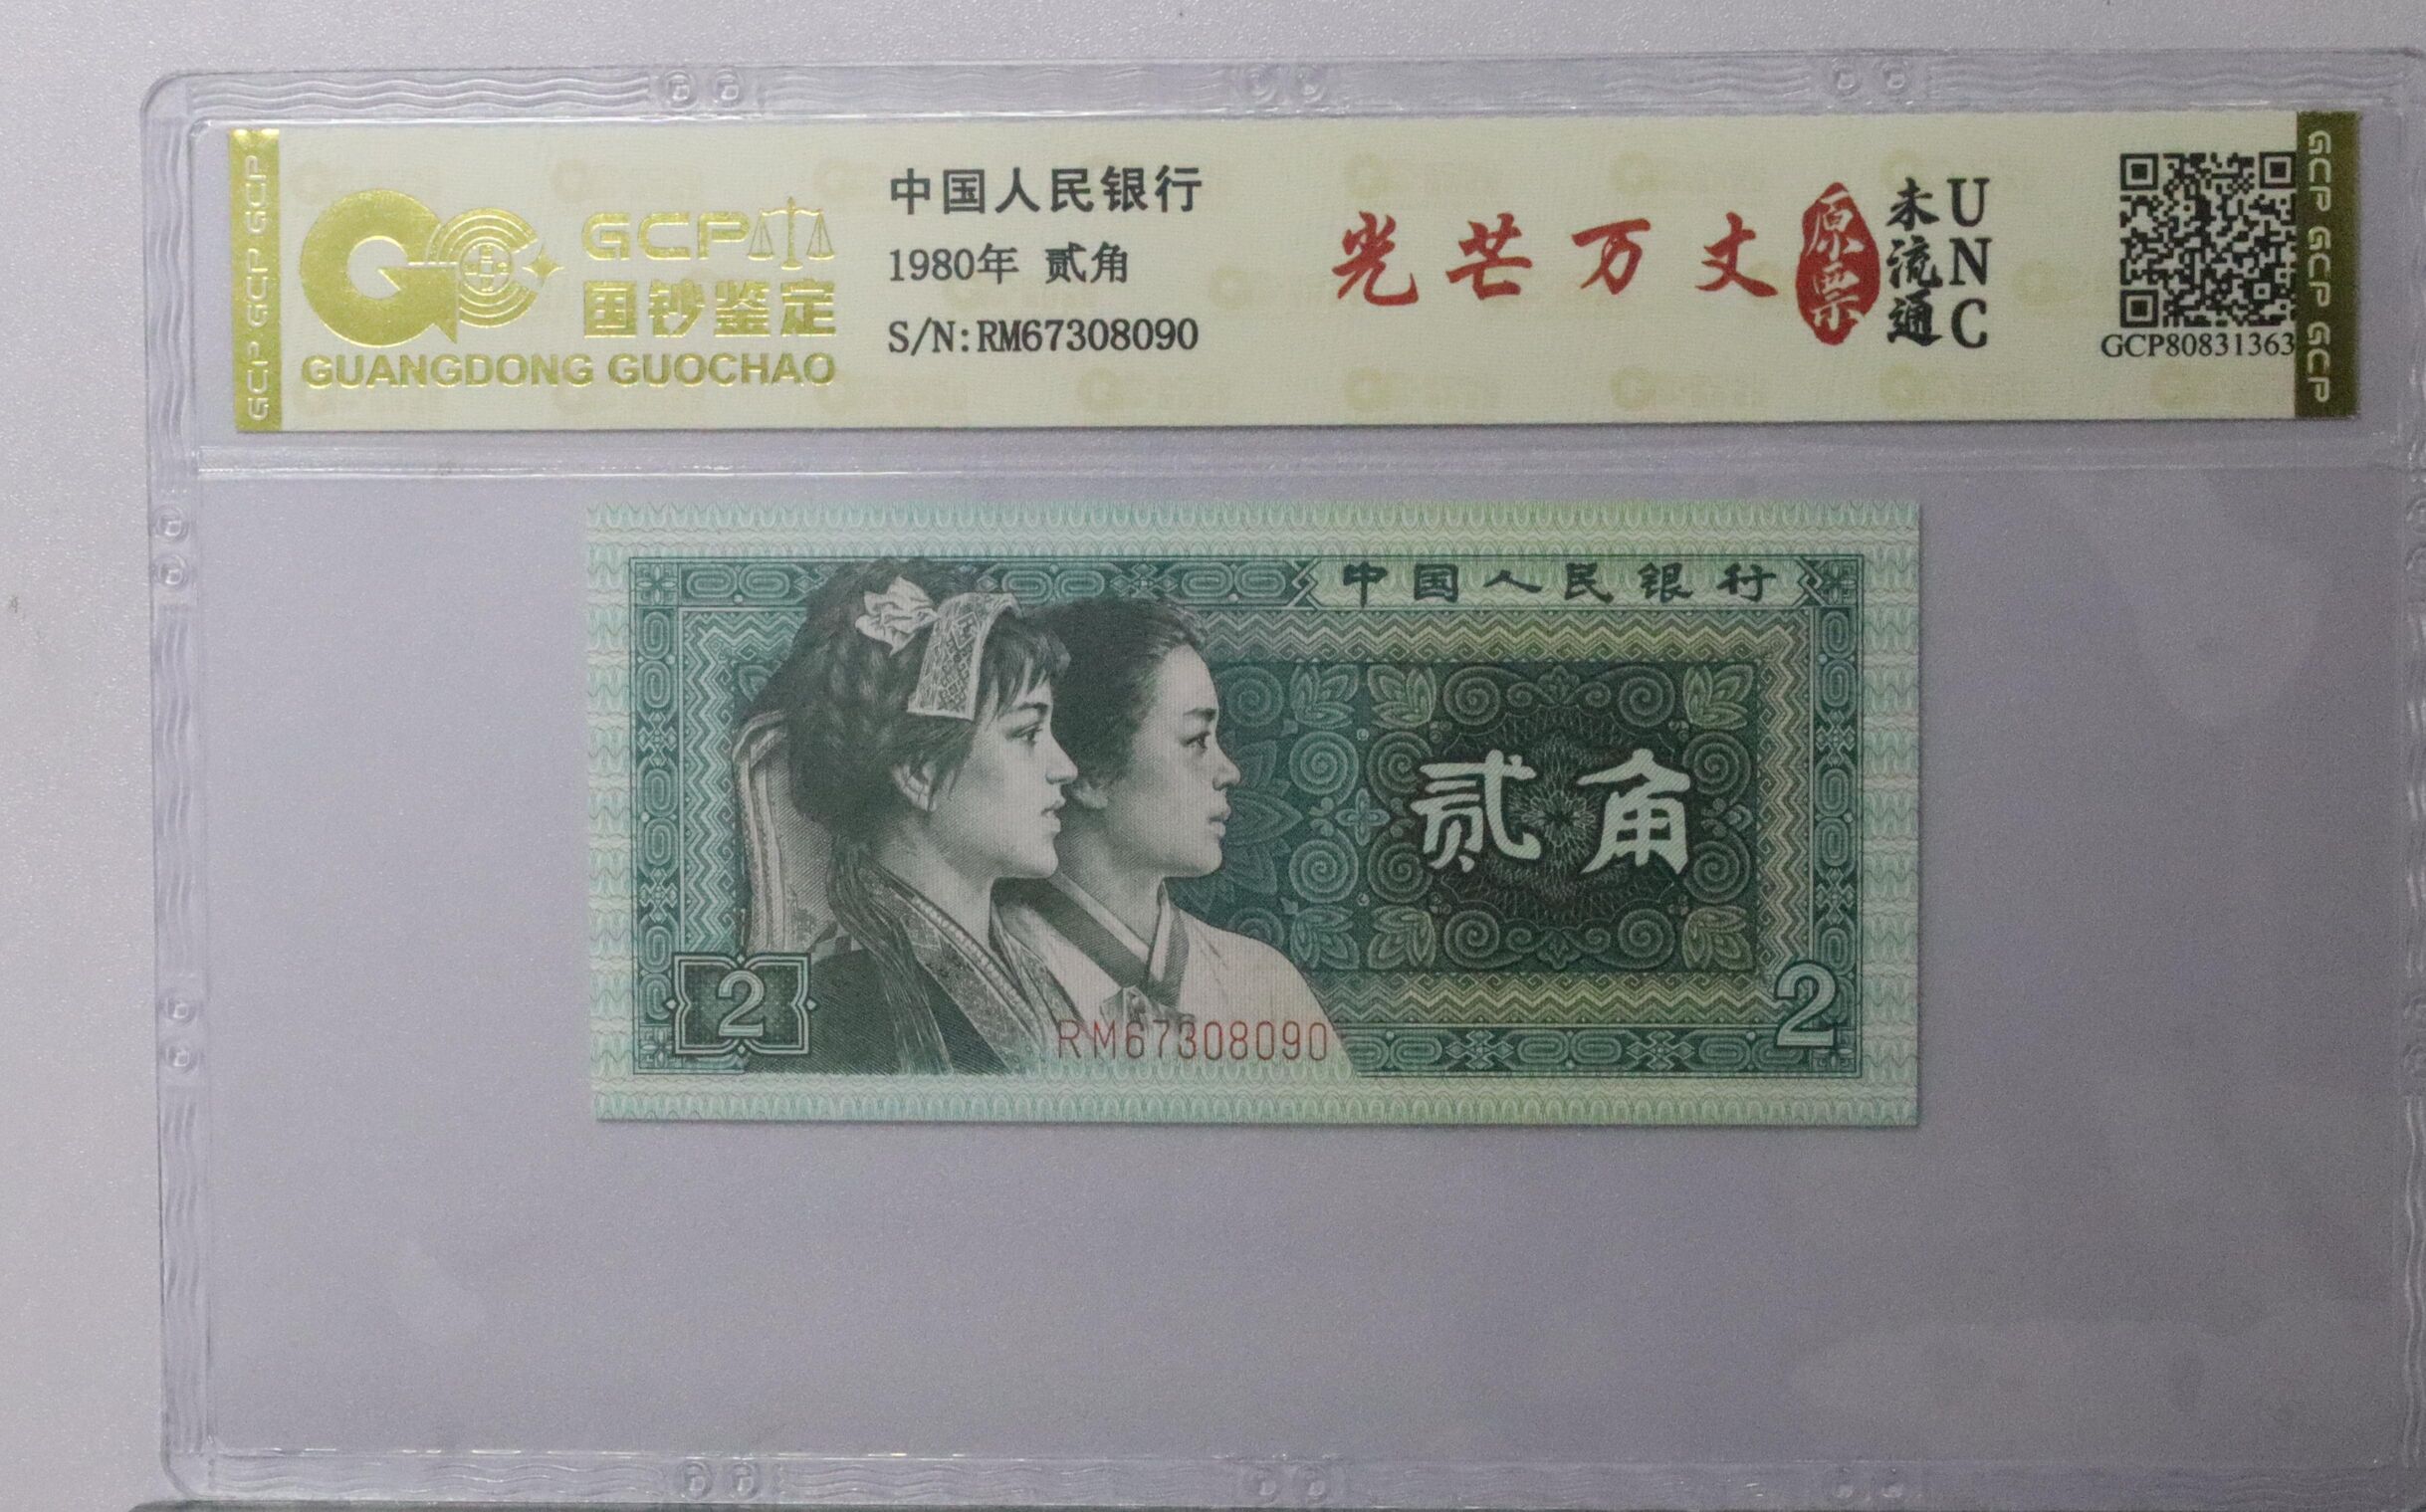 GCP GCP GCP
GCP
国钞鉴定
GUANGDONG GUOCHAO
中国人民银行
1980年 贰角
S/N:RM67308090
光芒万丈
原票
未流通
UNC
GCP80831363
GCP GCP GCP
中国人民银行
贰角
2
2
RM67308090